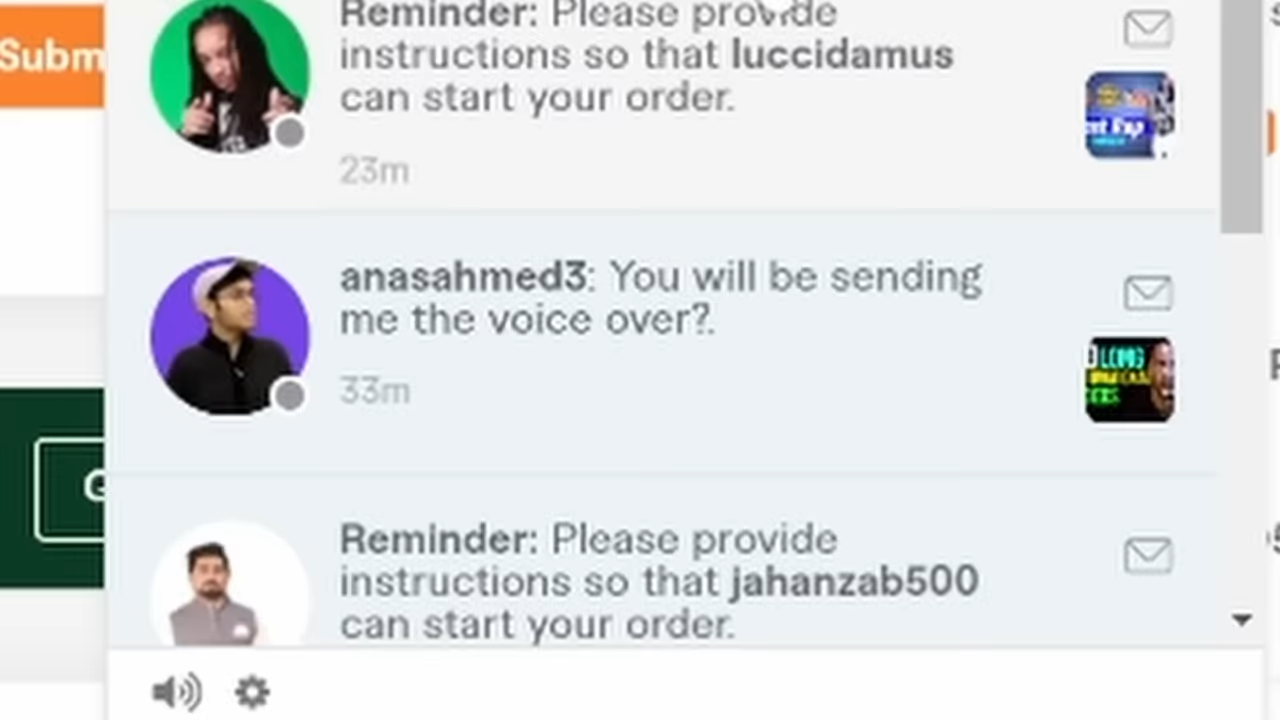 Subm
Reminder: Please provide
instructions so that luccidamus
can start your order.
23m
anasahmed3: You will be sending
me the voice over?.
33m
LONG
G
Reminder: Please provide
instructions so that jahanzab500
can start your order.